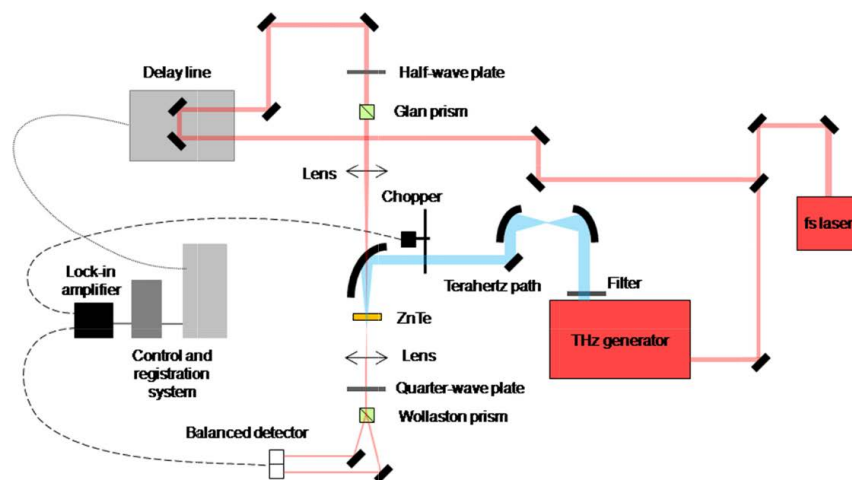 Delay line
Half-wave plate
Glan prism
Lens
Chopper
fs laser
Lock-in
amplifier
Terahertz path
Filter
ZnTe
THz generator
Control and
registration
system
Lens
Quarter-wave plate
Wollaston prism
Balanced detector